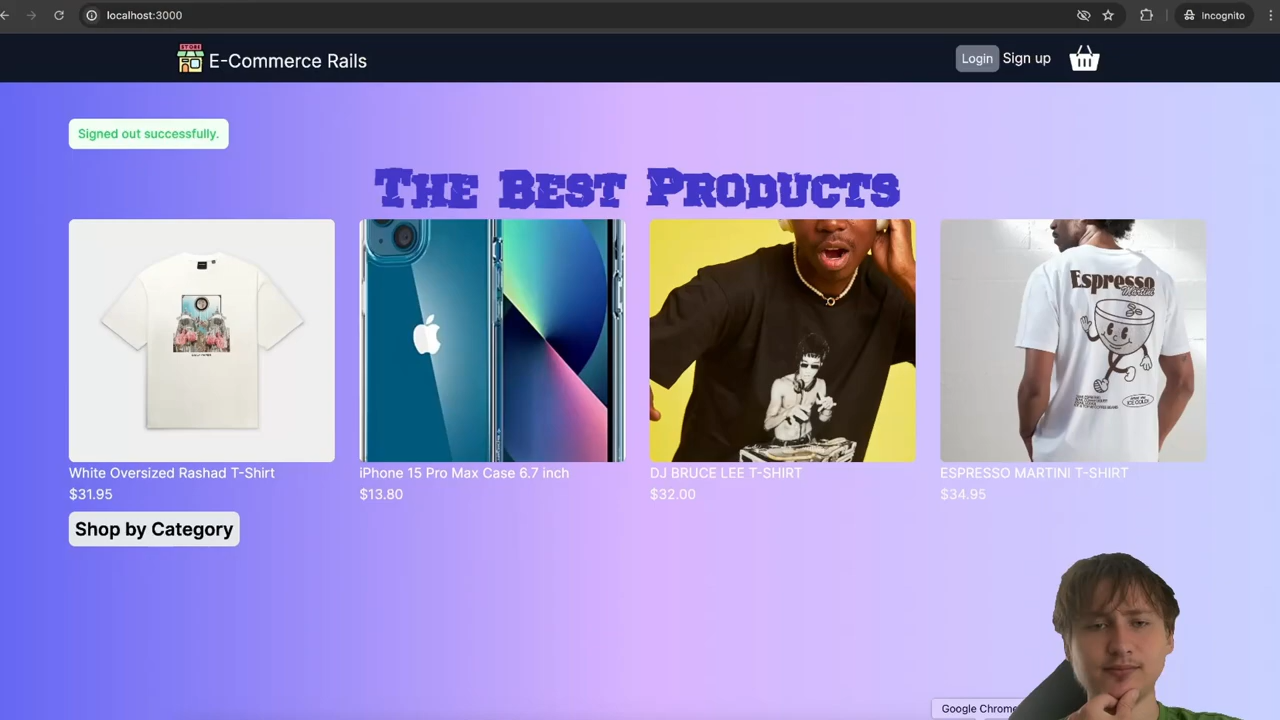 localhost:3000
Incognito
STORE
E-Commerce Rails
Login
Sign up
Signed out successfully.
The Best Products
Espresso
Martini
White Oversized Rashad T-Shirt
$31.95
iPhone 15 Pro Max Case 6.7 inch
$13.80
DJ BRUCE LEE T-SHIRT
$32.00
ESPRESSO MARTINI T-SHIRT
$34.95
Shop by Category
Google Chrome